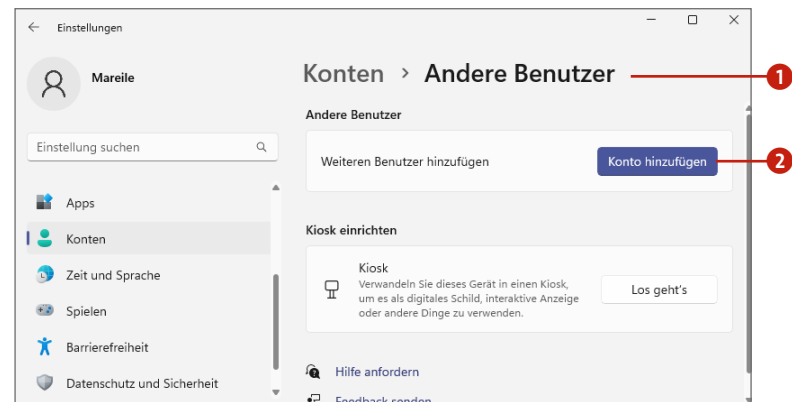 Einstellungen
Mareile
Einstellung suchen
Apps
Konten
Zeit und Sprache
Spielen
Barrierefreiheit
Datenschutz und Sicherheit
Konten > Andere Benutzer
1
Andere Benutzer
Weiteren Benutzer hinzufügen
Konto hinzufügen
2
Kiosk einrichten
Kiosk
Verwandeln Sie dieses Gerät in einen Kiosk,
um es als digitales Schild, interaktive Anzeige
oder andere Dinge zu verwenden.
Los geht's
Hilfe anfordern
Feedback senden